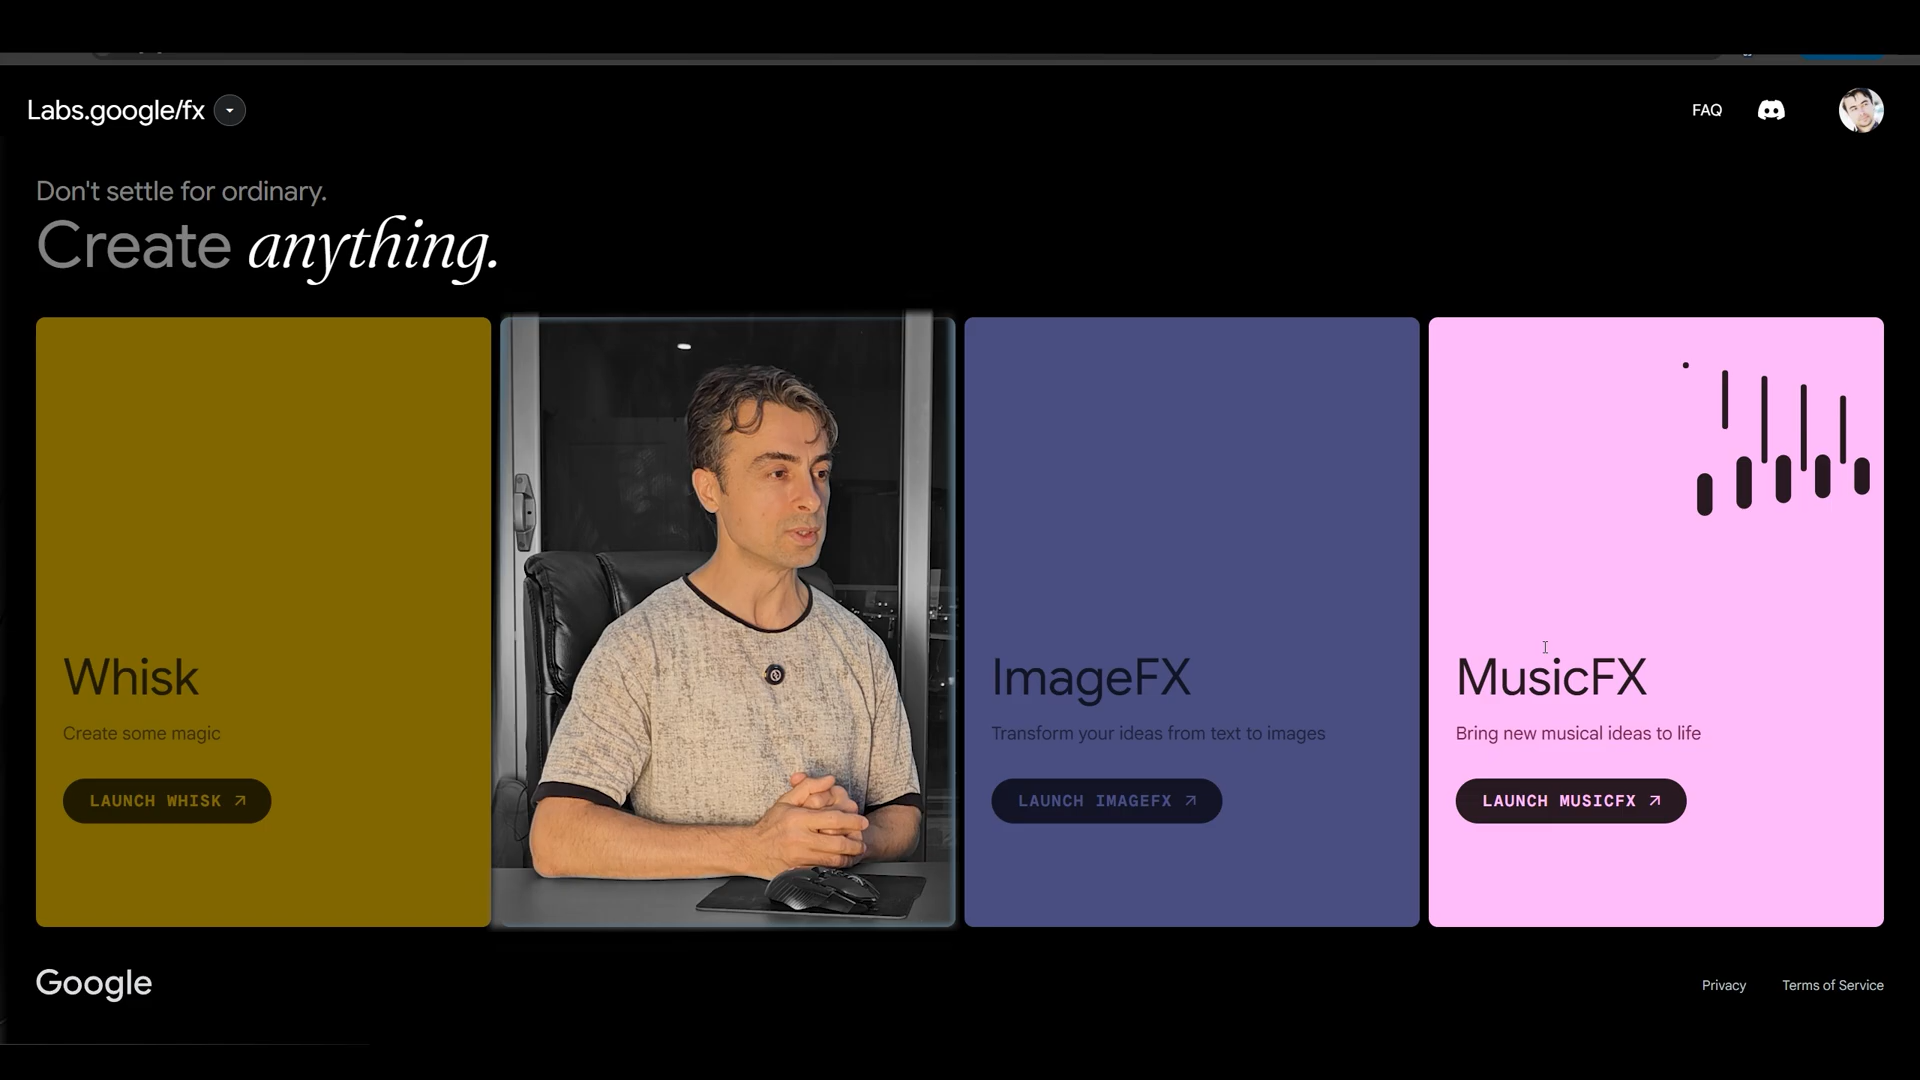 Labs.google/fx
FAQ
Don't settle for ordinary.
Create anything.
Whisk
Create some magic
LAUNCH WHISK
ImageFX
Transform your ideas from text to images
LAUNCH IMAGEFX
MusicFX
Bring new musical ideas to life
LAUNCH MUSICFX
Google
Privacy
Terms of Service